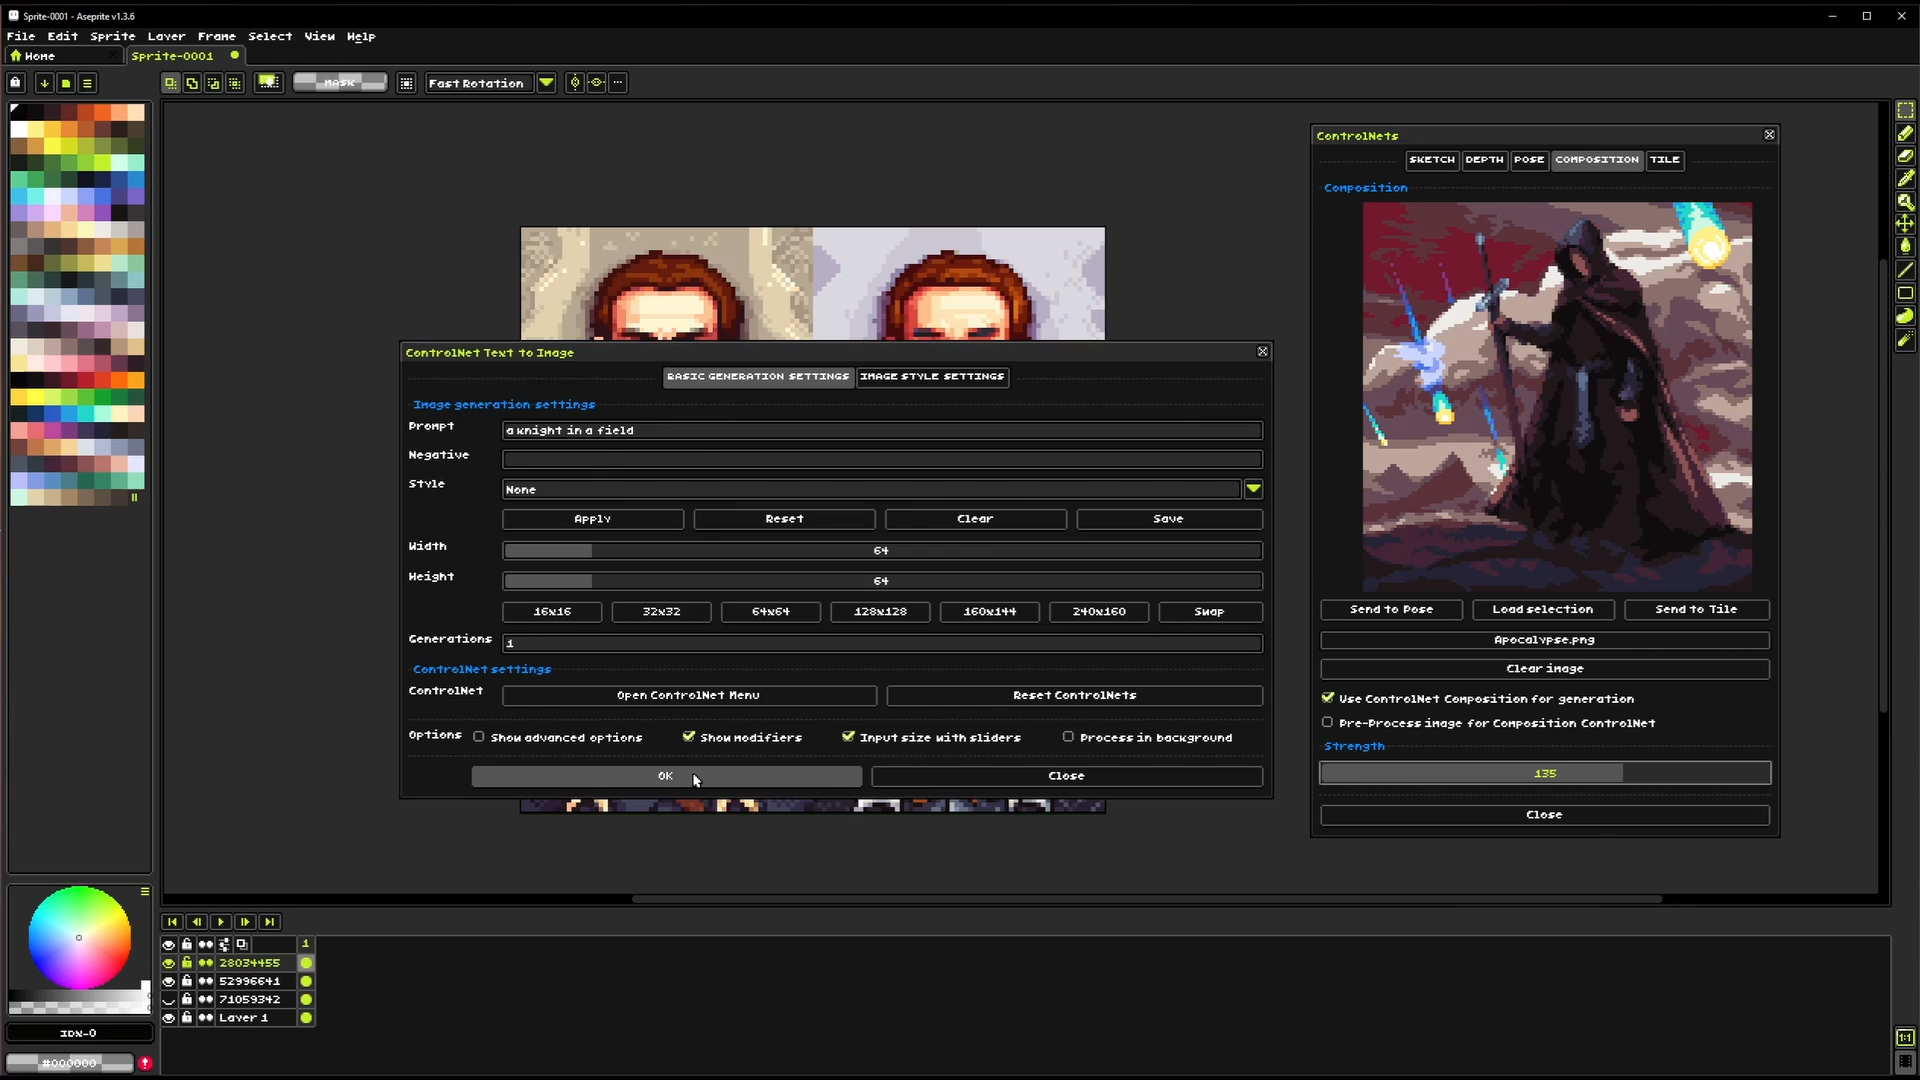 Sprite-0001 - Aseprite v1.3.6
File Edit Sprite Layer Frame Select View Help
Home Sprite-0001
MASK Fast Rotation
ControlNets
SKETCH DEPTH POSE COMPOSITION TILE
Composition
ControlNet Text to Image
BASIC GENERATION SETTINGS IMAGE STYLE SETTINGS
Image generation settings
Prompt a knight in a field
Negative
Style None
Apply Reset Clear Save
Width 64
Height 64
16x16 32x32 64x64 128x128 160x144 240x160 Swap
Generations 1
ControlNet settings
ControlNet Open ControlNet Menu Reset ControlNets
Options Show advanced options Show modifiers Input size with sliders Process in background
OK Close
Send to Pose Load selection Send to Tile
Apocalypse.png
Clear image
Use ControlNet Composition for generation
Pre-Process image for Composition ControlNet
Strength
135
Close
1
28034455
52996641
71059342
Layer 1
IDX-0
#000000
1:1